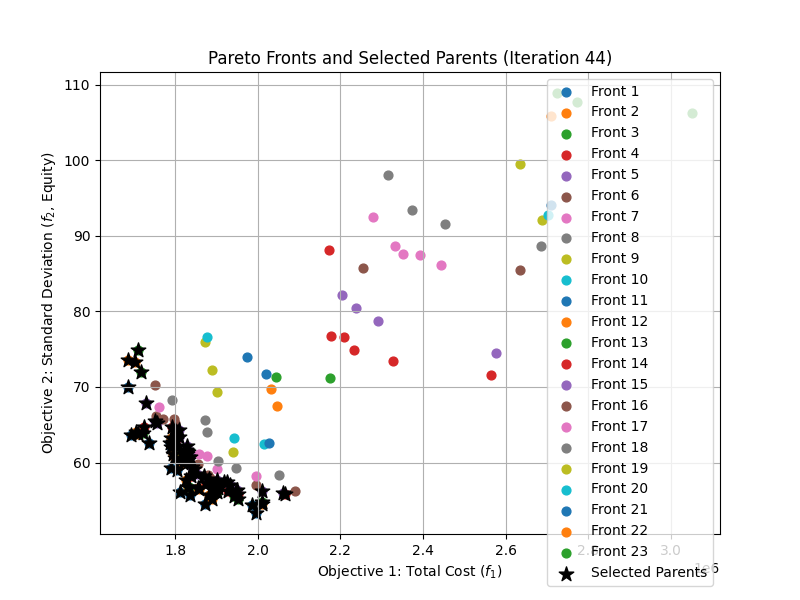 Pareto Fronts and Selected Parents (Iteration 44)
110
100
90
80
70
60
Objective 2: Standard Deviation (f₂, Equity)
1.8
2.0
2.2
2.4
2.6
2.8
3.0
1e6
Objective 1: Total Cost (f₁)
Front 1
Front 2
Front 3
Front 4
Front 5
Front 6
Front 7
Front 8
Front 9
Front 10
Front 11
Front 12
Front 13
Front 14
Front 15
Front 16
Front 17
Front 18
Front 19
Front 20
Front 21
Front 22
Front 23
Selected Parents